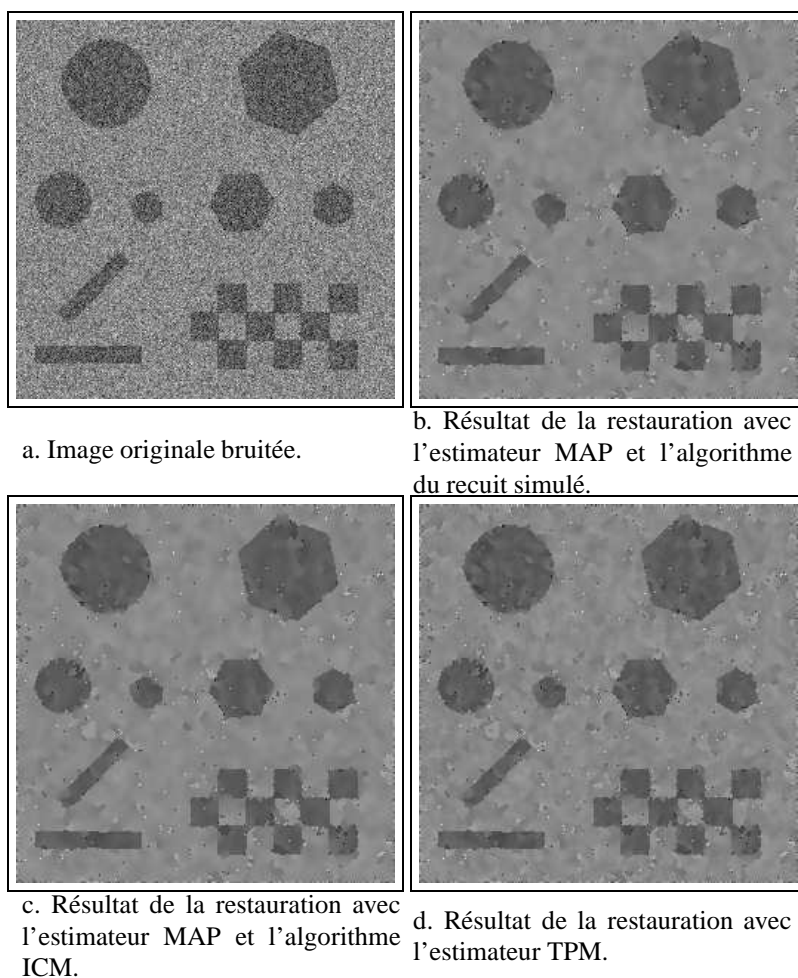 a. Image originale bruitée.
b. Résultat de la restauration avec
l'estimateur MAP et l'algorithme
du recuit simulé.
c. Résultat de la restauration avec
l'estimateur MAP et l'algorithme
ICM.
d. Résultat de la restauration avec
l'estimateur TPM.